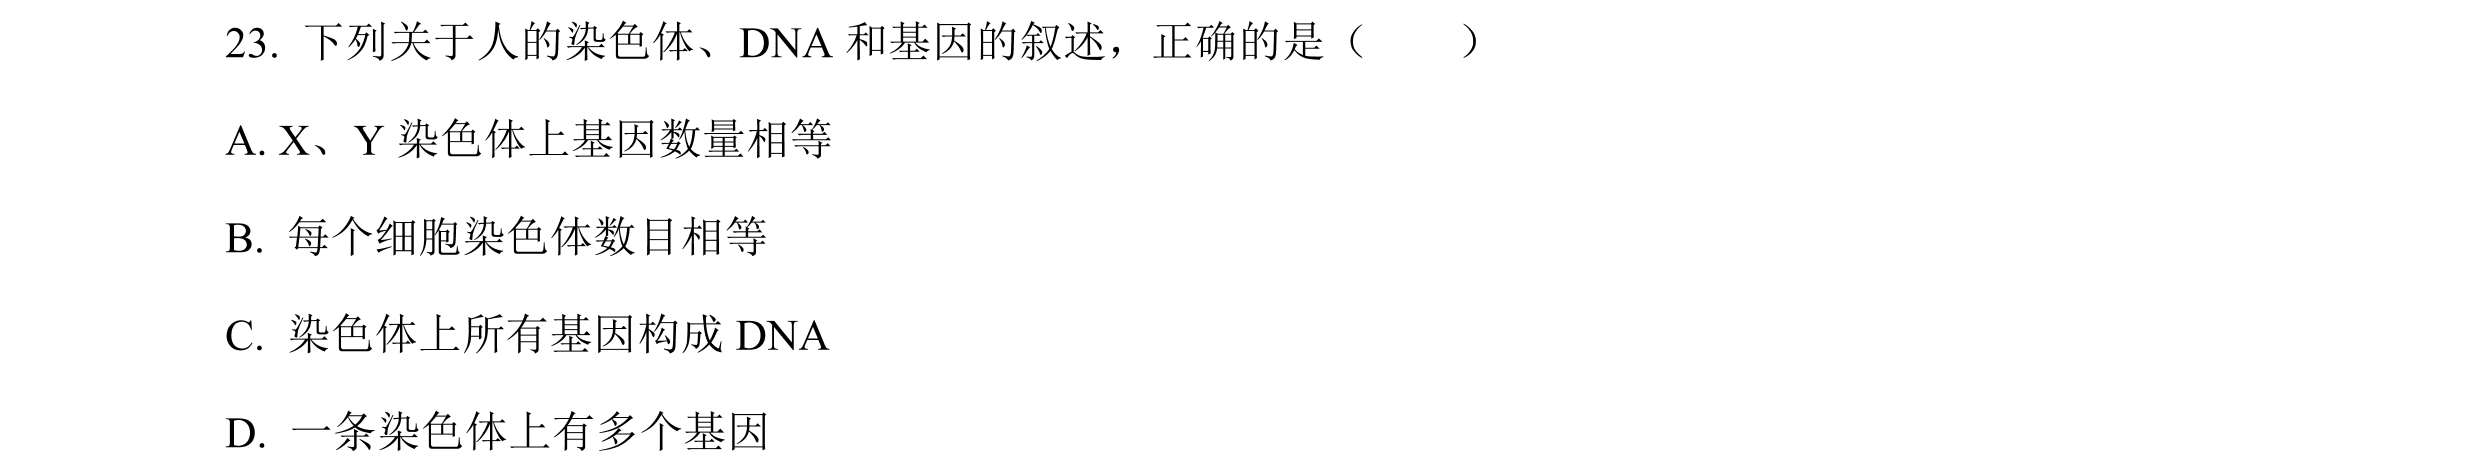 23. 下列关于人的染色体、DNA 和基因的叙述，正确的是（  ）
A. X、Y 染色体上基因数量相等
B. 每个细胞染色体数目相等
C. 染色体上所有基因构成 DNA
D. 一条染色体上有多个基因